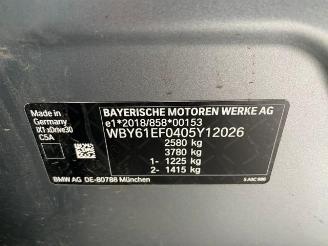 Made in
Germany
iX1 xDrive30
C5A
BAYERISCHE MOTOREN WERKE AG
e1*2018/858*00153
WBY61EF0405Y12026
2580 kg
3780 kg
1- 1225 kg
2- 1415 kg
BMW AG DE-80788 München